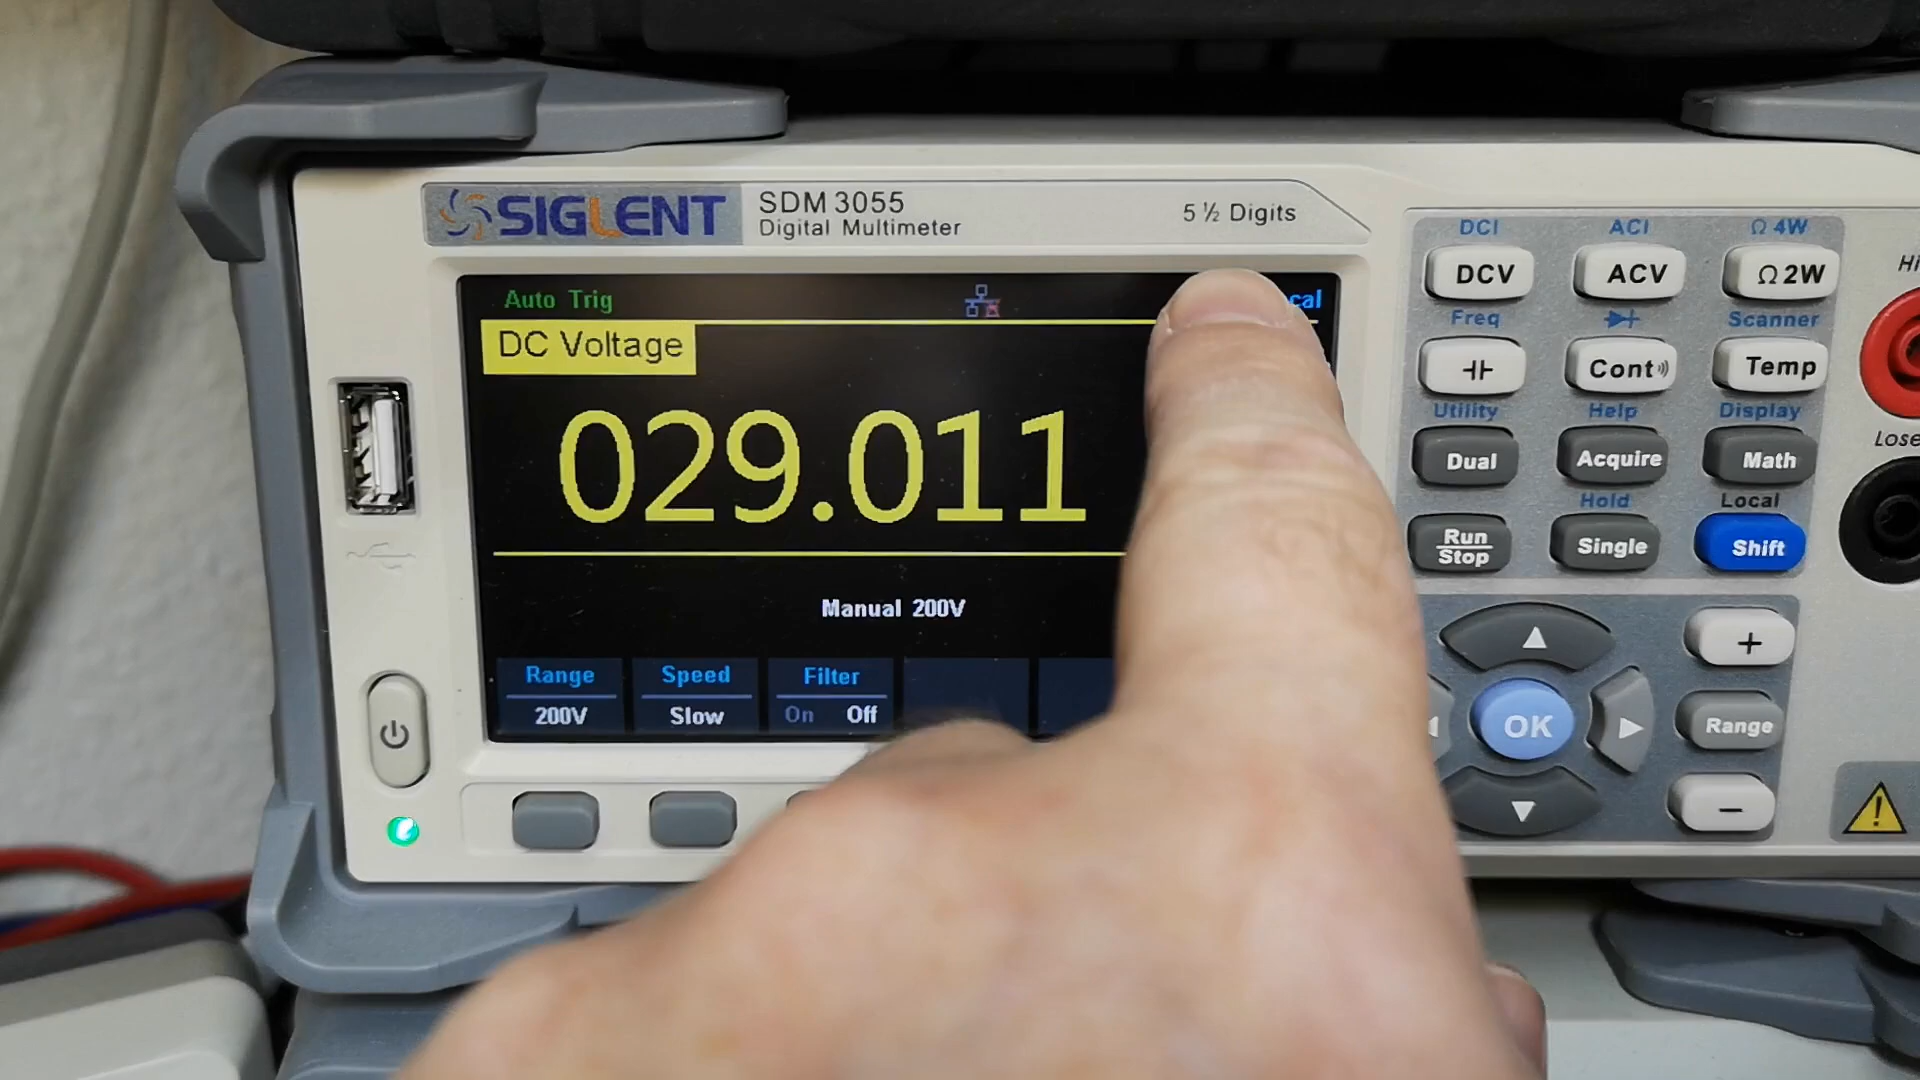 SIGLENT
SDM 3055
Digital Multimeter
5 ½ Digits
Auto Trig
cal
DC Voltage
029.011
Manual 200V
Range
Speed
Filter
200V
Slow
On Off
DCI
ACI
Ω 4W
DCV
ACV
Ω 2W
Freq
Scanner
Cont
Temp
Utility
Help
Display
Dual
Acquire
Math
Hold
Local
Run
Stop
Single
Shift
OK
+
Range
−
Hi
Lose